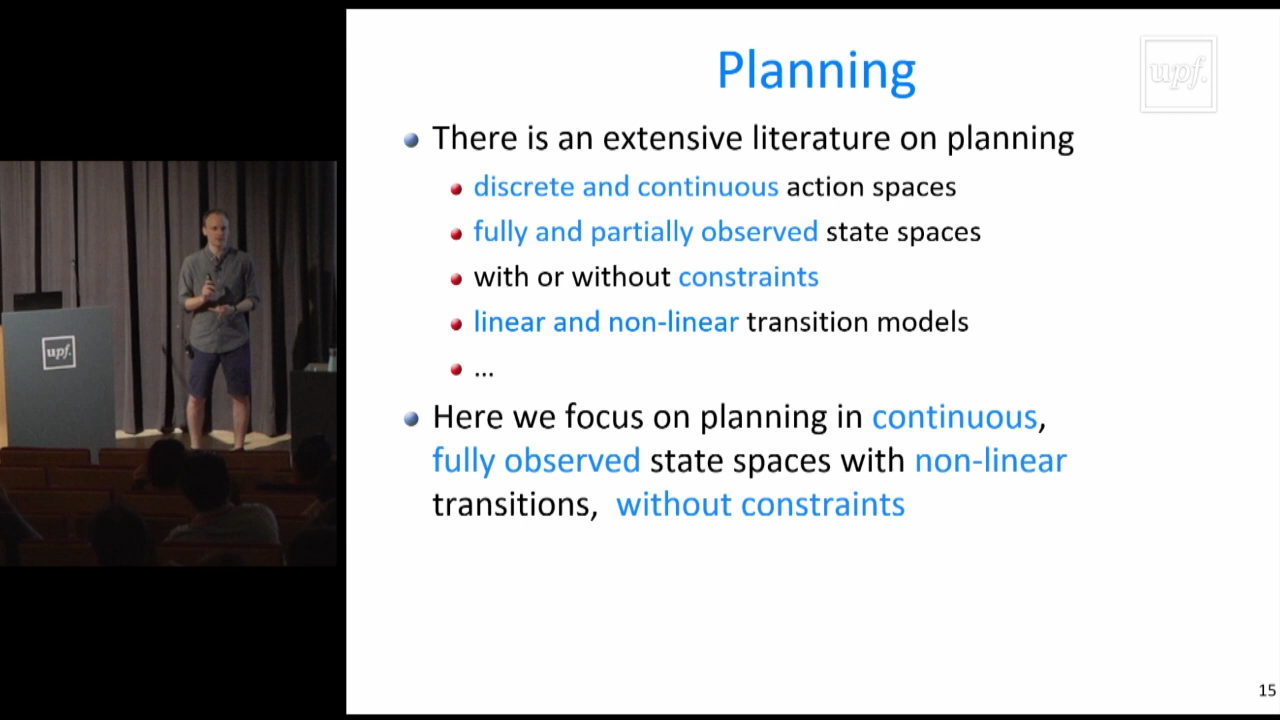 Planning
upf.
There is an extensive literature on planning
discrete and continuous action spaces
fully and partially observed state spaces
with or without constraints
linear and non-linear transition models
...
Here we focus on planning in continuous,
fully observed state spaces with non-linear
transitions, without constraints
15
upf.